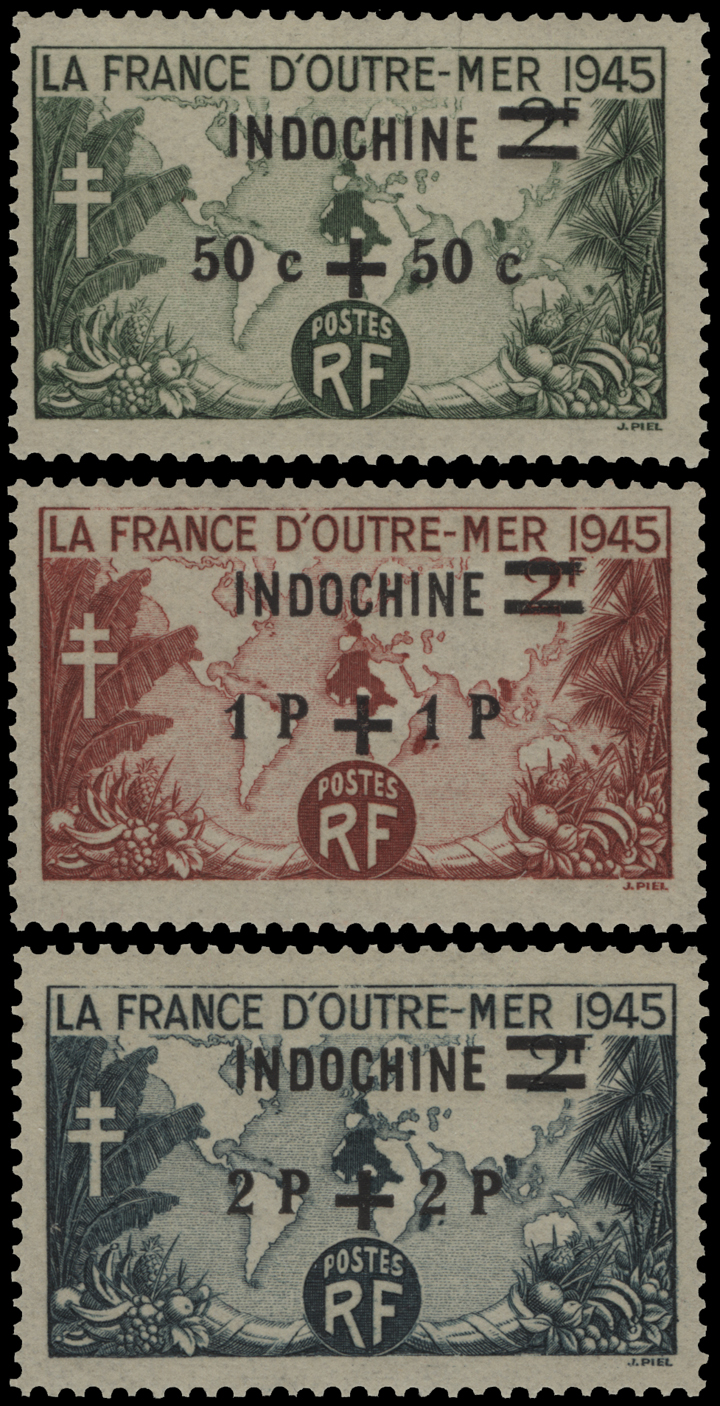 LA FRANCE D'OUTRE-MER 1945
INDOCHINE 2F
50 c + 50 c
POSTES
RF
J. PIEL
LA FRANCE D'OUTRE-MER 1945
INDOCHINE 2F
1 P + 1 P
POSTES
RF
J. PIEL
LA FRANCE D'OUTRE-MER 1945
INDOCHINE 2F.
2 P + 2 P
POSTES
RF
J. PIEL